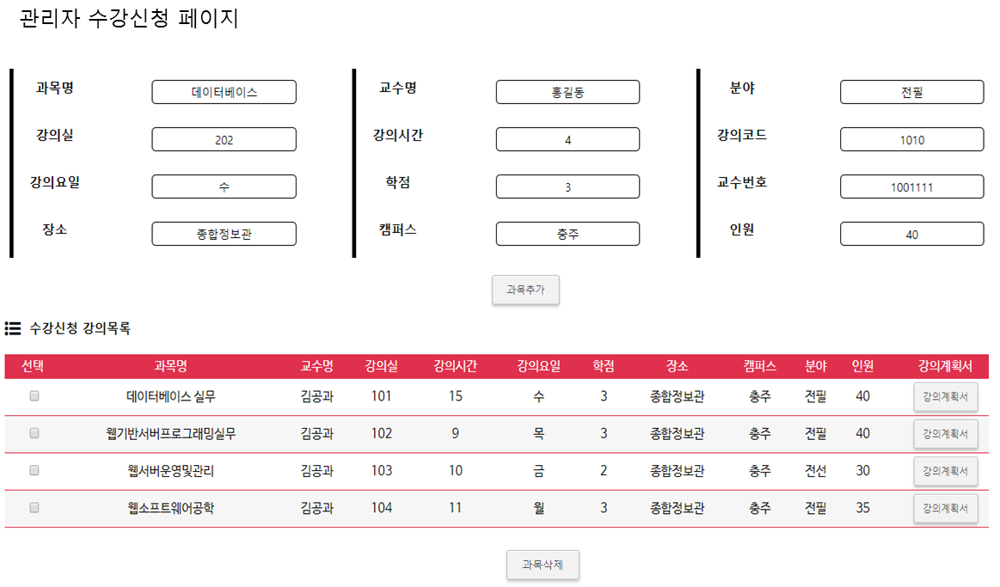 관리자 수강신청 페이지
과목명 데이터베이스 교수명 홍길동 분야 전필
강의실 202 강의시간 4 강의코드 1010
강의요일 수 학점 3 교수번호 1001111
장소 종합정보관 캠퍼스 충주 인원 40
과목추가
수강신청 강의목록
선택 과목명 교수명 강의실 강의시간 강의요일 학점 장소 캠퍼스 분야 인원 강의계획서
데이터베이스 실무 김공과 101 15 수 3 종합정보관 충주 전필 40 강의계획서
웹기반서버프로그래밍실무 김공과 102 9 목 3 종합정보관 충주 전필 40 강의계획서
웹서버운영및관리 김공과 103 10 금 2 종합정보관 충주 전선 30 강의계획서
웹소프트웨어공학 김공과 104 11 월 3 종합정보관 충주 전필 35 강의계획서
과목삭제